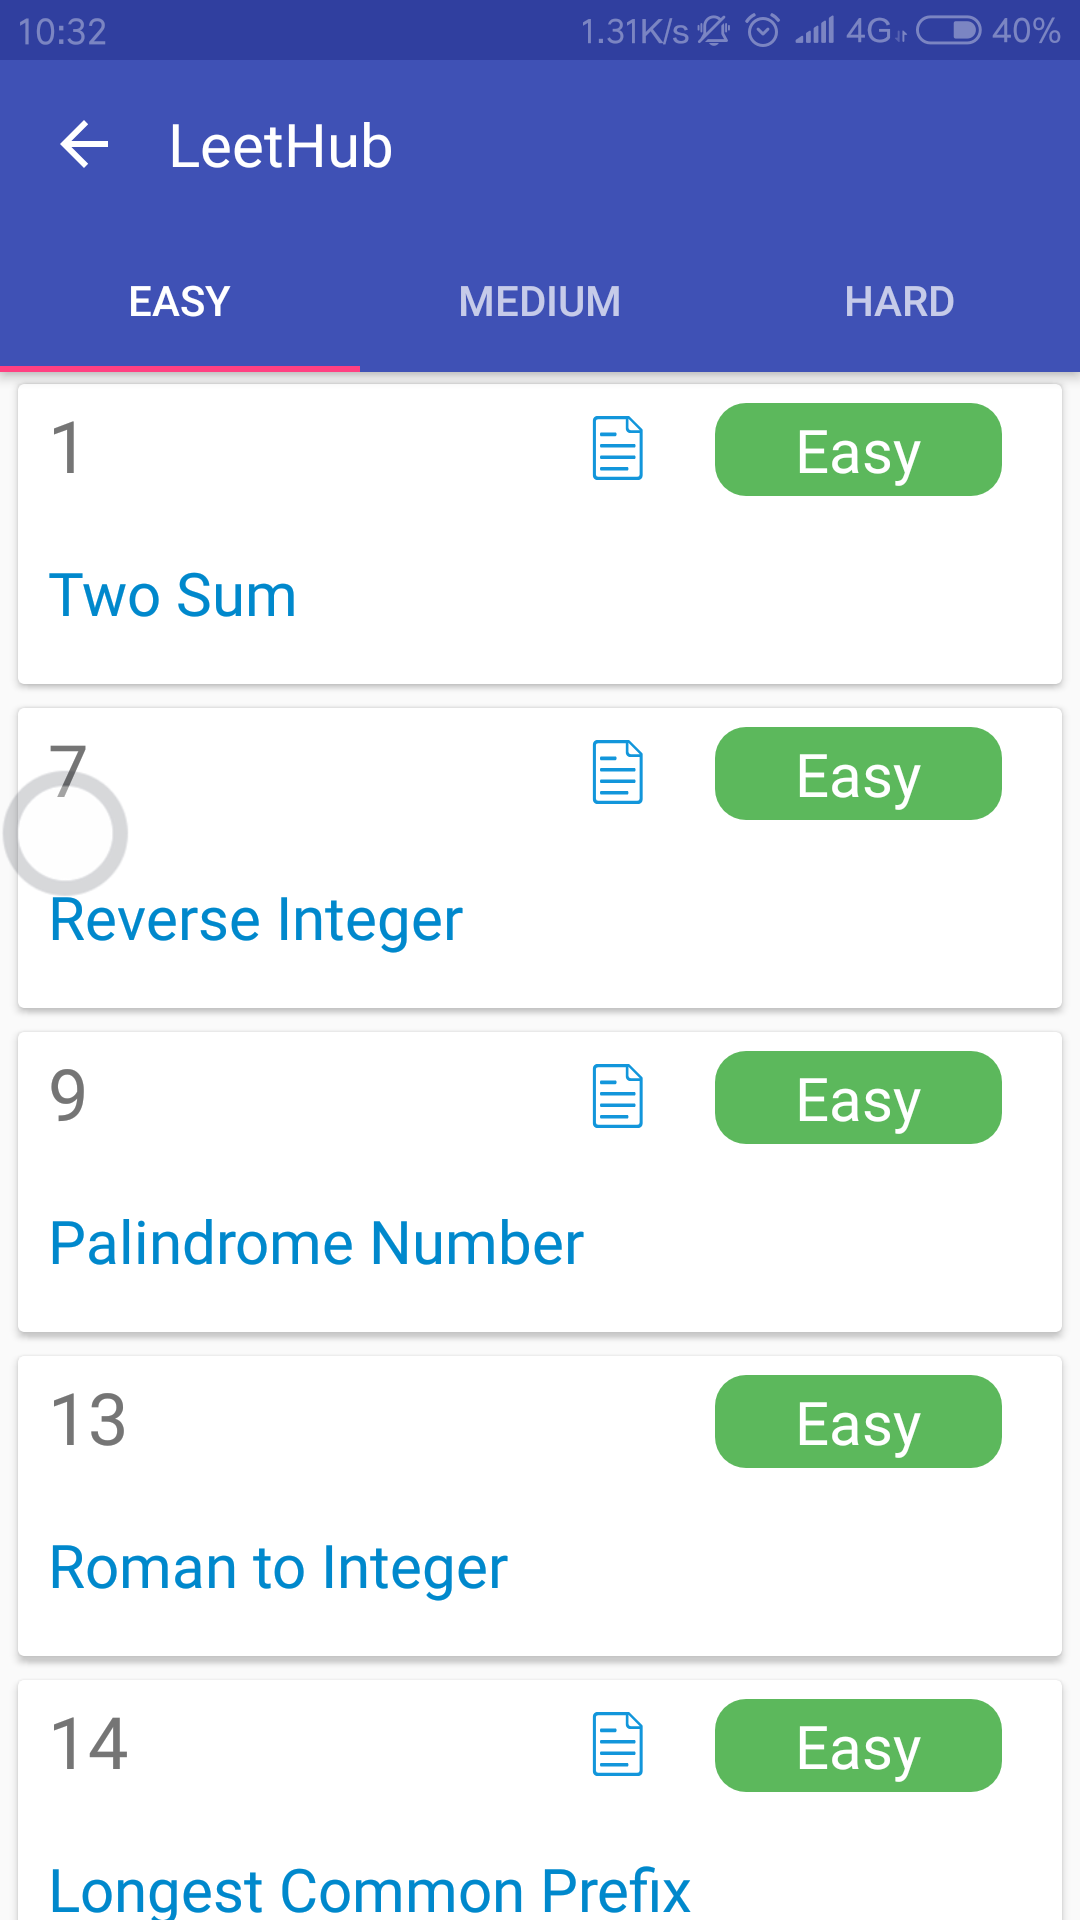 10:32 1.31K/s 4G 40%
LeetHub
EASY MEDIUM HARD
1 Easy
Two Sum
7 Easy
Reverse Integer
9 Easy
Palindrome Number
13 Easy
Roman to Integer
14 Easy
Longest Common Prefix